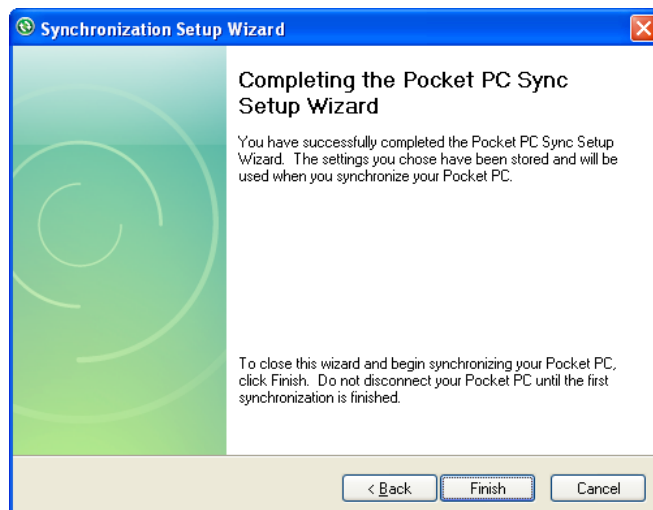 Synchronization Setup Wizard
Completing the Pocket PC Sync
Setup Wizard
You have successfully completed the Pocket PC Sync Setup
Wizard. The settings you chose have been stored and will be
used when you synchronize your Pocket PC.
To close this wizard and begin synchronizing your Pocket PC,
click Finish. Do not disconnect your Pocket PC until the first
synchronization is finished.
< Back Finish Cancel